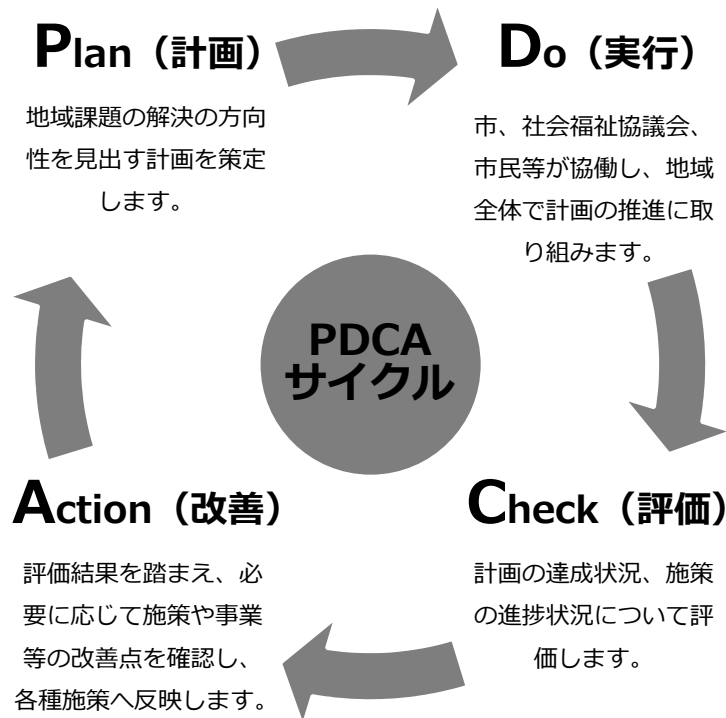 Plan（計画）
地域課題の解決の方向
性を見出す計画を策定
します。
Do（実行）
市、社会福祉協議会、
市民等が協働し、地域
全体で計画の推進に取
り組みます。
PDCA
サイクル
Action（改善）
評価結果を踏まえ、必
要に応じて施策や事業
等の改善点を確認し、
各種施策へ反映します。
Check（評価）
計画の達成状況、施策
の進捗状況について評
価します。